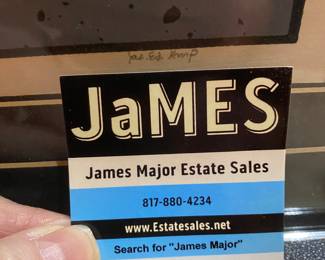 JaMES
James Major Estate Sales
817-880-4234
www.Estatesales.net
Search for "James Major"